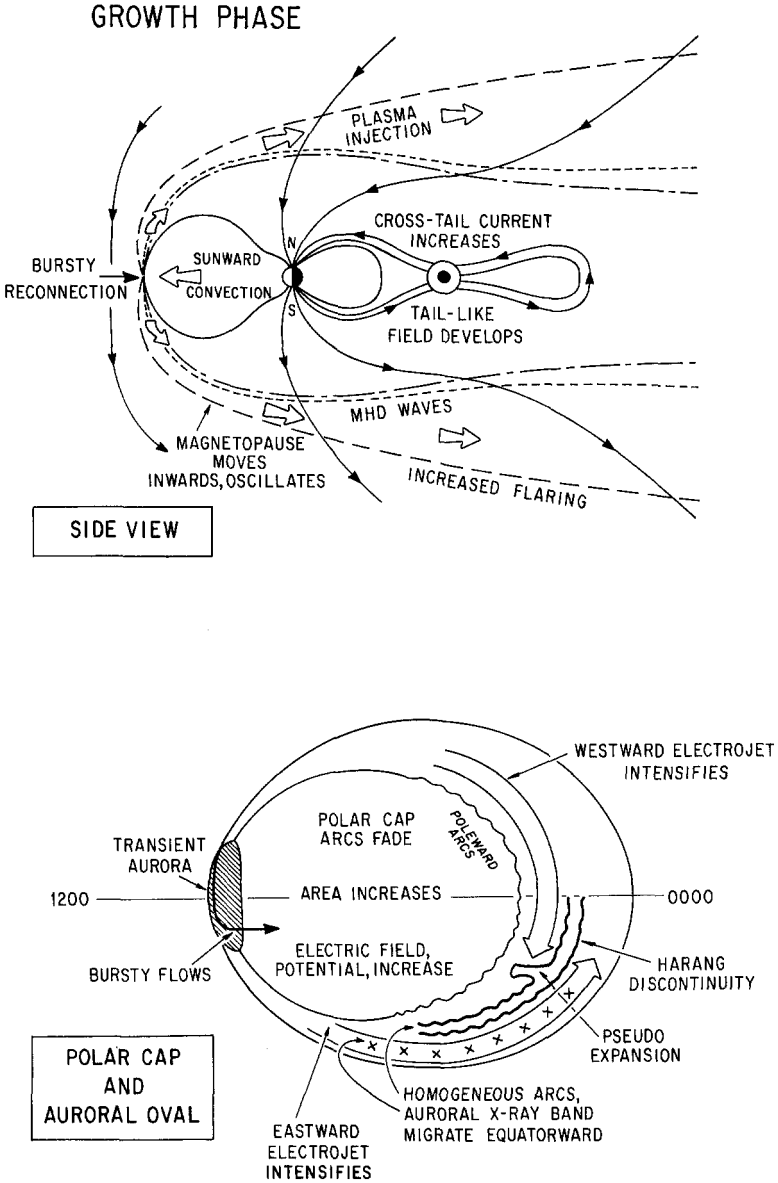 GROWTH PHASE
PLASMA
INJECTION
N
CROSS-TAIL CURRENT
INCREASES
SUNWARD
CONVECTION
BURSTY
RECONNECTION
S
TAIL-LIKE
FIELD DEVELOPS
MHD WAVES
MAGNETOPAUSE
MOVES
INWARDS, OSCILLATES
INCREASED FLARING
SIDE VIEW
WESTWARD ELECTROJET
INTENSIFIES
POLAR CAP
ARCS FADE
POLEWARD
ARCS
TRANSIENT
AURORA
1200
AREA INCREASES
0000
ELECTRIC FIELD,
POTENTIAL, INCREASE
BURSTY FLOWS
HARANG
DISCONTINUITY
x x x x x x x x
PSEUDO
EXPANSION
POLAR CAP
AND
AURORAL OVAL
HOMOGENEOUS ARCS,
AURORAL X-RAY BAND
MIGRATE EQUATORWARD
EASTWARD
ELECTROJET
INTENSIFIES